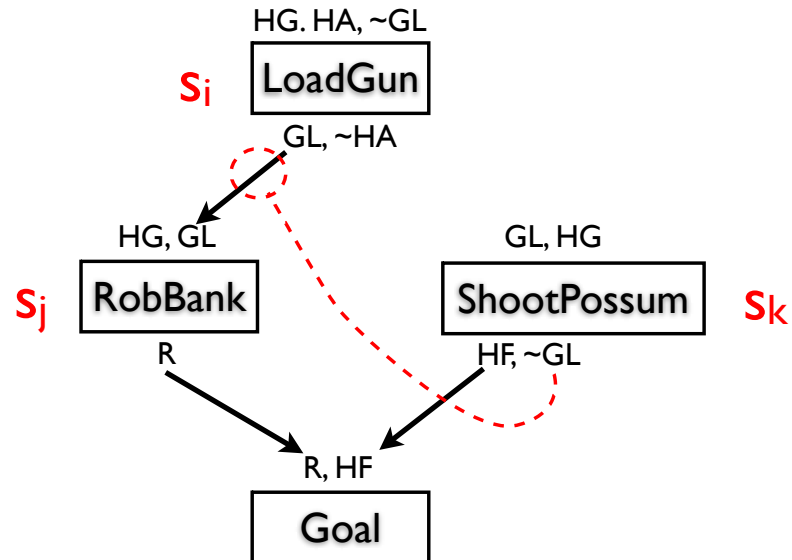 HG. HA, ~GL
Si
LoadGun
GL, ~HA
HG, GL
GL, HG
Sj
RobBank
ShootPossum
Sk
R
HF, ~GL
R, HF
Goal